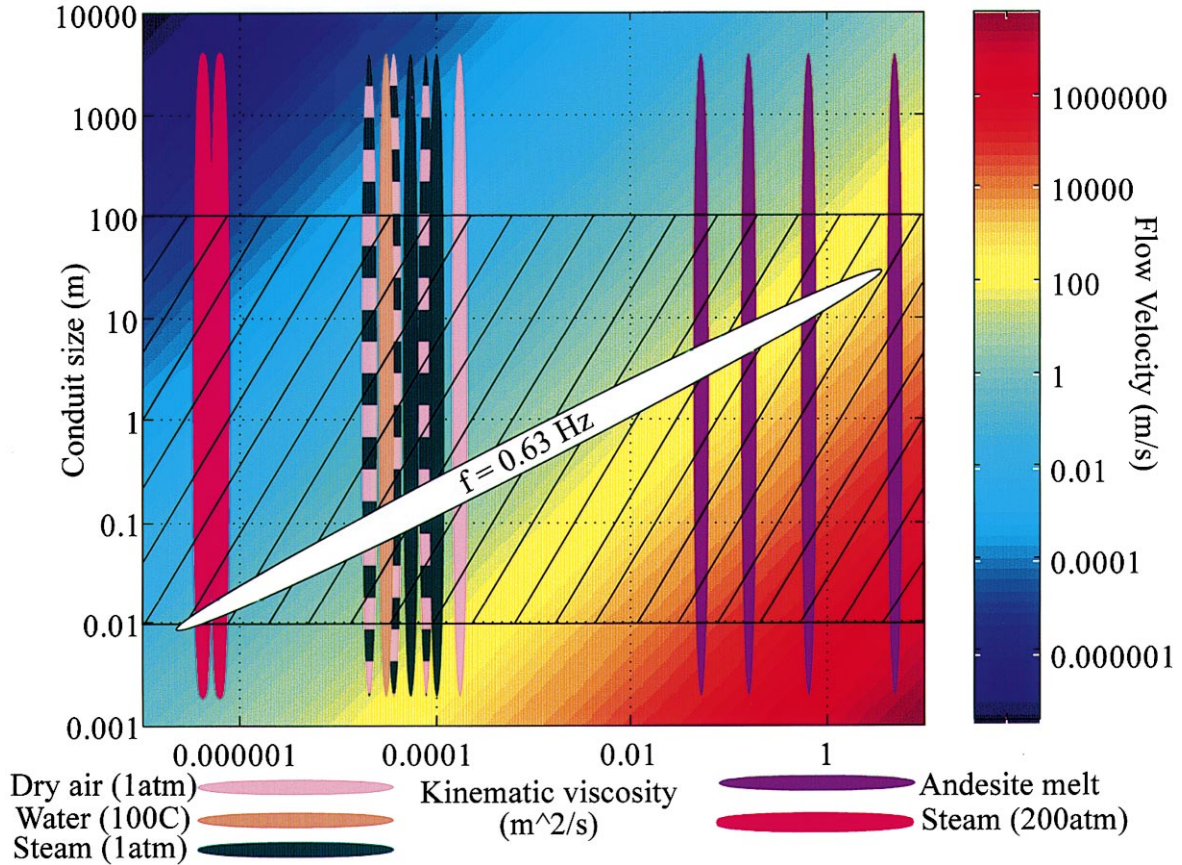 10000
1000
100
10
1
0.1
0.01
0.001
Conduit size (m)
f = 0.63 Hz
0.000001
0.0001
0.01
1
Kinematic viscosity
(m^2/s)
1000000
10000
100
1
0.01
0.0001
0.000001
Flow Velocity (m/s)
Dry air (1atm)
Water (100C)
Steam (1atm)
Andesite melt
Steam (200atm)